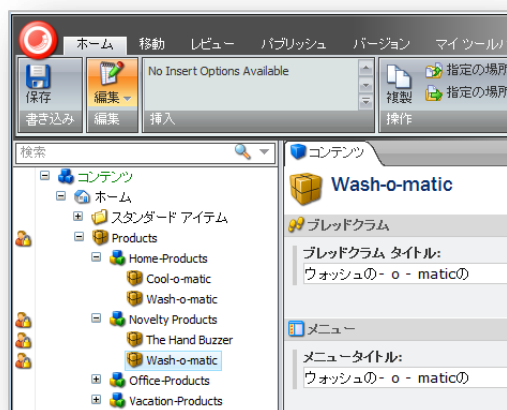 ホーム 移動 レビュー パブリッシュ バージョン マイ ツールバ
保存
書き込み
編集
編集
No Insert Options Available
挿入
複製
指定の場所
指定の場所
操作
検索
コンテンツ
ホーム
スタンダード アイテム
Products
Home-Products
Cool-o-matic
Wash-o-matic
Novelty Products
The Hand Buzzer
Wash-o-matic
Office-Products
Vacation-Products
コンテンツ
Wash-o-matic
ブレッドクラム
ブレッドクラム タイトル:
ウォッシュの- o - maticの
メニュー
メニュータイトル:
ウォッシュの- o - maticの